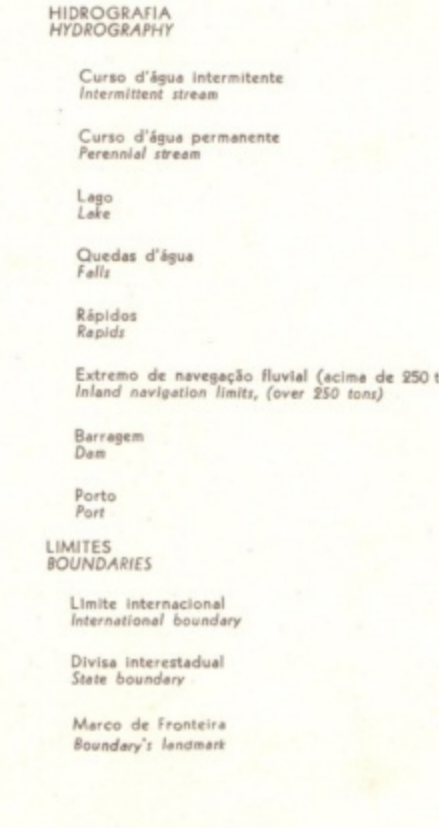 HIDROGRAFIA
HYDROGRAPHY
Curso d'água intermitente
Intermittent stream
Curso d'água permanente
Perennial stream
Lago
Lake
Quedas d'água
Falls
Rápidos
Rapids
Extremo de navegação fluvial (acima de 250 t
Inland navigation limits, (over 250 tons)
Barragem
Dam
Porto
Port
LIMITES
BOUNDARIES
Limite internacional
International boundary
Divisa interestadual
State boundary
Marco de Fronteira
Boundary's landmark